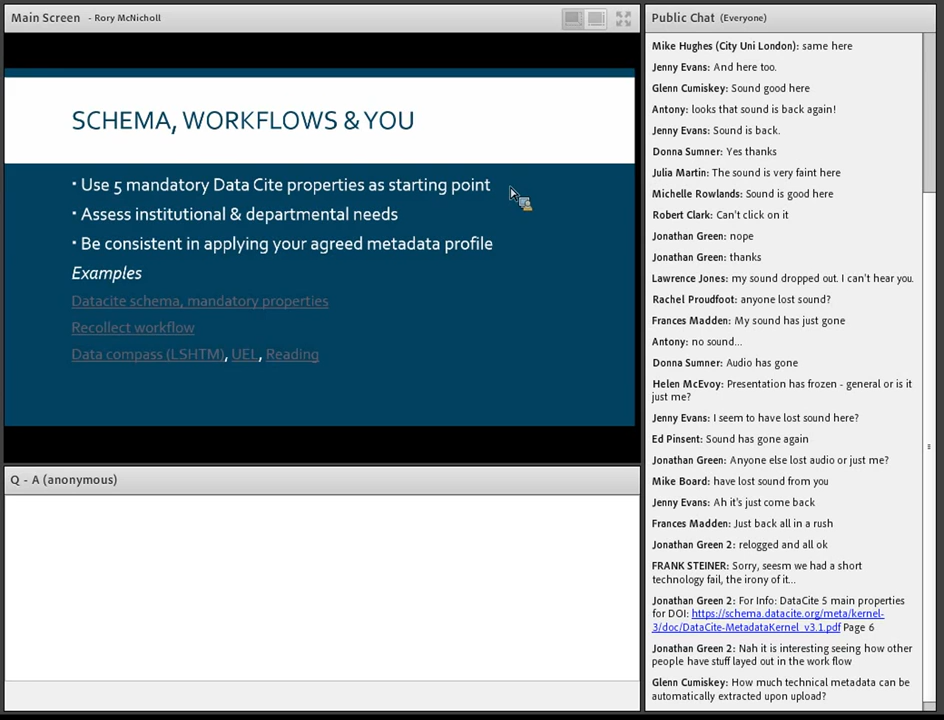 Main Screen - Rory McNicholl
SCHEMA, WORKFLOWS & YOU
• Use 5 mandatory Data Cite properties as starting point
• Assess institutional & departmental needs
• Be consistent in applying your agreed metadata profile
Examples
Datacite schema, mandatory properties
Recollect workflow
Data compass (LSHTM), UEL, Reading
Q - A (anonymous)
Public Chat (Everyone)
Mike Hughes (City Uni London): same here
Jenny Evans: And here too.
Glenn Cumiskey: Sound good here
Antony: looks that sound is back again!
Jenny Evans: Sound is back.
Donna Sumner: Yes thanks
Julia Martin: The sound is very faint here
Michelle Rowlands: Sound is good here
Robert Clark: Can't click on it
Jonathan Green: nope
Jonathan Green: thanks
Lawrence Jones: my sound dropped out. I can't hear you.
Rachel Proudfoot: anyone lost sound?
Frances Madden: My sound has just gone
Antony: no sound...
Donna Sumner: Audio has gone
Helen McEvoy: Presentation has frozen - general or is it
just me?
Jenny Evans: I seem to have lost sound here?
Ed Pinsent: Sound has gone again
Jonathan Green: Anyone else lost audio or just me?
Mike Board: have lost sound from you
Jenny Evans: Ah it's just come back
Frances Madden: Just back all in a rush
Jonathan Green 2: relogged and all ok
FRANK STEINER: Sorry, seesm we had a short
technology fail, the irony of it...
Jonathan Green 2: For Info: DataCite 5 main properties
for DOI: https://schema.datacite.org/meta/kernel-
3/doc/DataCite-MetadataKernel_v3.1.pdf Page 6
Jonathan Green 2: Nah it is interesting seeing how other
people have stuff layed out in the work flow
Glenn Cumiskey: How much technical metadata can be
automatically extracted upon upload?